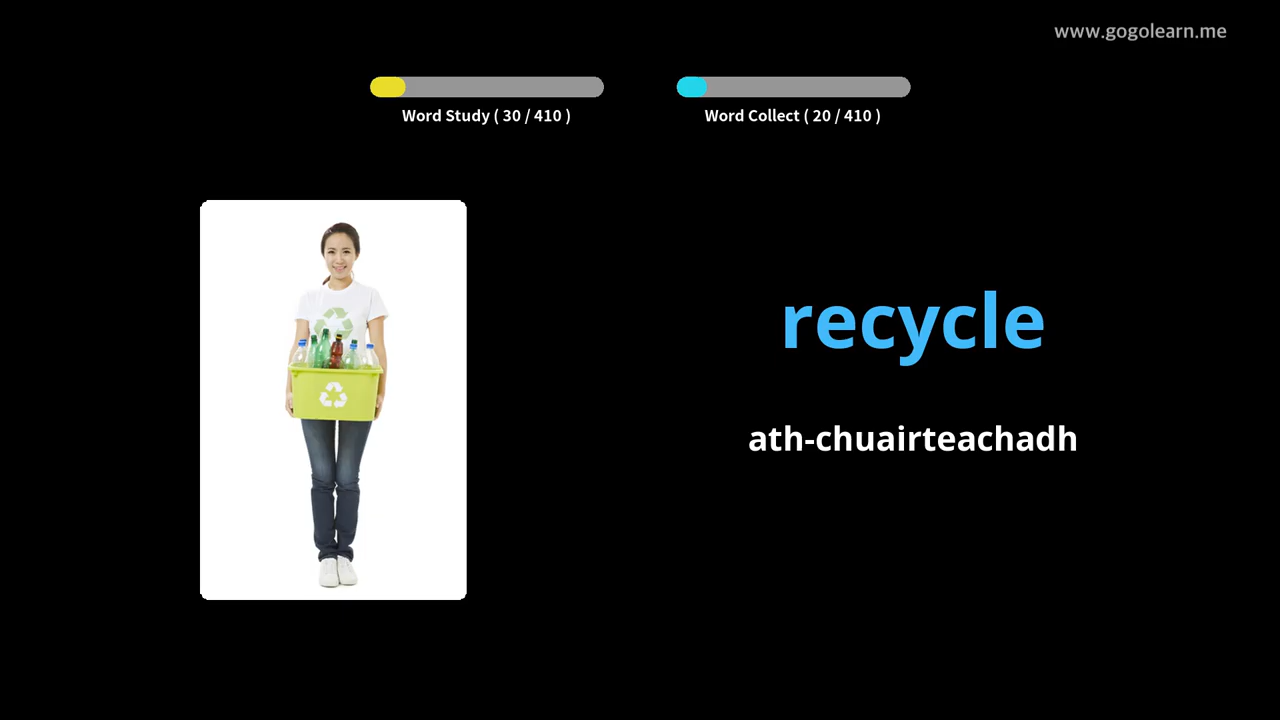 www.gogolearn.me
Word Study ( 30 / 410 )
Word Collect ( 20 / 410 )
recycle
ath-chuairteachadh